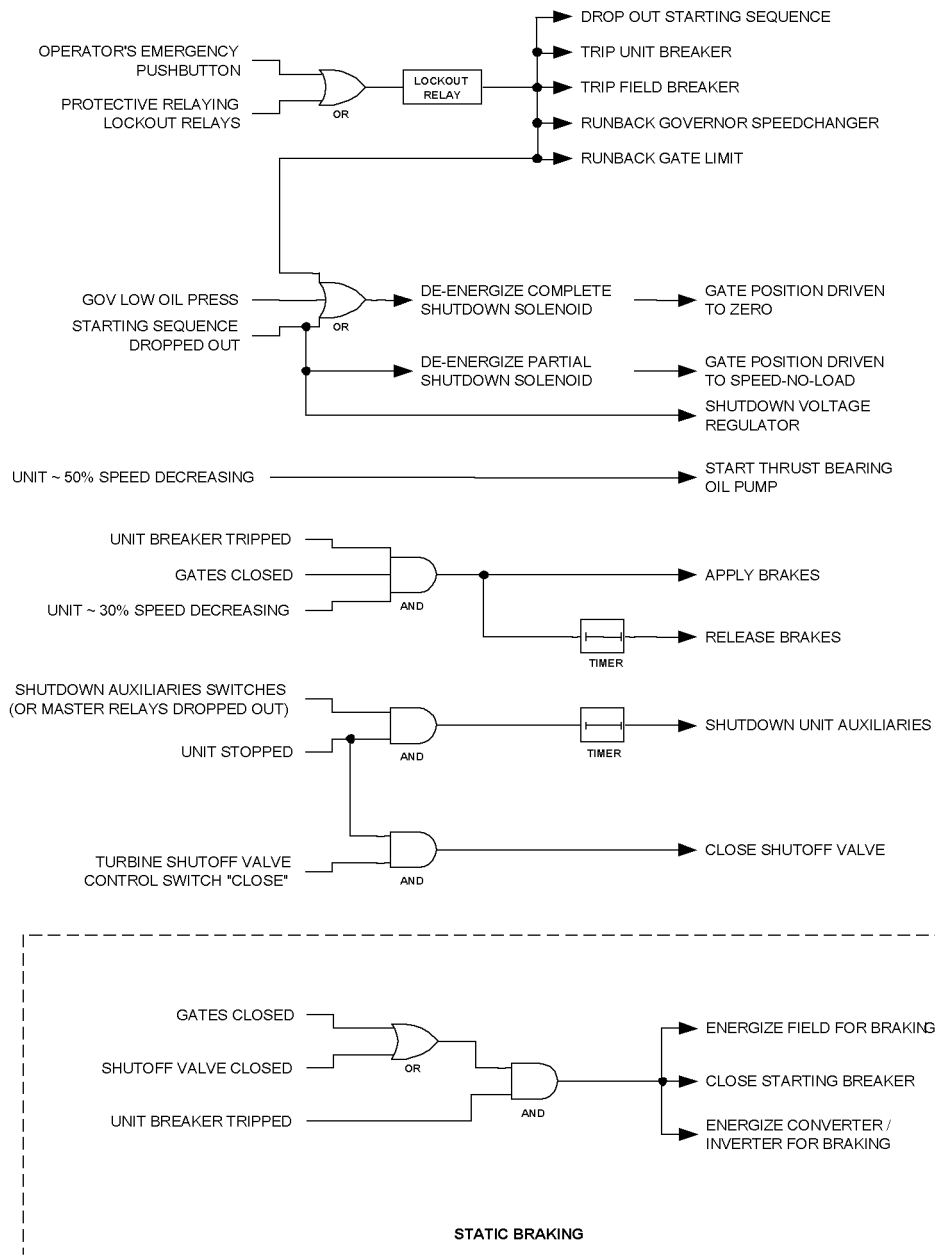 DROP OUT STARTING SEQUENCE
OPERATOR'S EMERGENCY
PUSHBUTTON
TRIP UNIT BREAKER
LOCKOUT
RELAY
TRIP FIELD BREAKER
PROTECTIVE RELAYING
LOCKOUT RELAYS
OR
RUNBACK GOVERNOR SPEEDCHANGER
RUNBACK GATE LIMIT
GOV LOW OIL PRESS
DE-ENERGIZE COMPLETE
SHUTDOWN SOLENOID
GATE POSITION DRIVEN
TO ZERO
STARTING SEQUENCE
DROPPED OUT
OR
DE-ENERGIZE PARTIAL
SHUTDOWN SOLENOID
GATE POSITION DRIVEN
TO SPEED-NO-LOAD
SHUTDOWN VOLTAGE
REGULATOR
UNIT ~ 50% SPEED DECREASING
START THRUST BEARING
OIL PUMP
UNIT BREAKER TRIPPED
GATES CLOSED
APPLY BRAKES
UNIT ~ 30% SPEED DECREASING
AND
RELEASE BRAKES
TIMER
SHUTDOWN AUXILIARIES SWITCHES
(OR MASTER RELAYS DROPPED OUT)
SHUTDOWN UNIT AUXILIARIES
UNIT STOPPED
AND
TIMER
CLOSE SHUTOFF VALVE
TURBINE SHUTOFF VALVE
CONTROL SWITCH "CLOSE"
AND
GATES CLOSED
ENERGIZE FIELD FOR BRAKING
SHUTOFF VALVE CLOSED
OR
CLOSE STARTING BREAKER
UNIT BREAKER TRIPPED
AND
ENERGIZE CONVERTER /
INVERTER FOR BRAKING
STATIC BRAKING